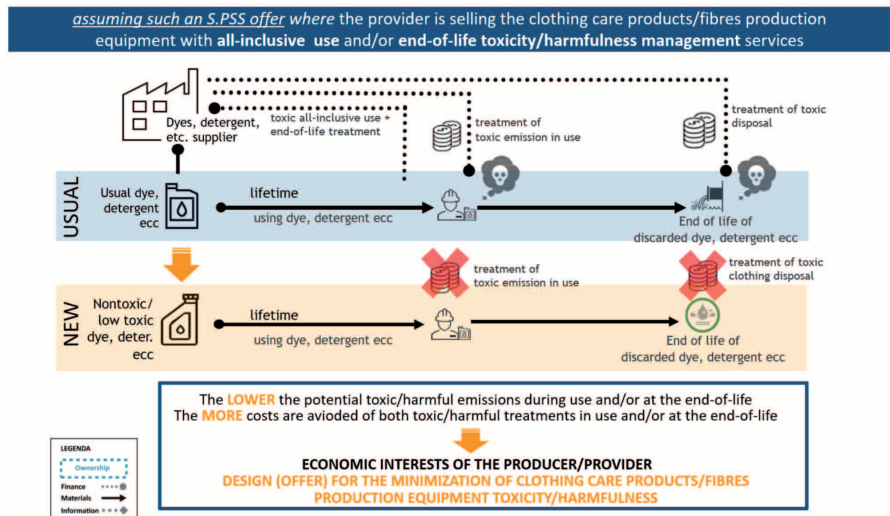 assuming such an S.PSS offer where the provider is selling the clothing care products/fibres production
equipment with all-inclusive use and/or end-of-life toxicity/harmfulness management services
Dyes, detergent,
etc. supplier
toxic all-inclusive use +
end-of-life treatment
treatment of
toxic emission in use
treatment of toxic
disposal
USUAL
Usual dye,
detergent
ecc
lifetime
using dye, detergent ecc
End of life of
discarded dye, detergent ecc
treatment of
toxic emission in use
treatment of toxic
clothing disposal
NEW
Nontoxic/
low toxic
dye, deter.
ecc
lifetime
using dye, detergent ecc
End of life of
discarded dye, detergent ecc
The LOWER the potential toxic/harmful emissions during use and/or at the end-of-life
The MORE costs are avioded of both toxic/harmful treatments in use and/or at the end-of-life
ECONOMIC INTERESTS OF THE PRODUCER/PROVIDER
DESIGN (OFFER) FOR THE MINIMIZATION OF CLOTHING CARE PRODUCTS/FIBRES
PRODUCTION EQUIPMENT TOXICITY/HARMFULNESS
LEGENDA
Ownership
Finance
Materials
Information